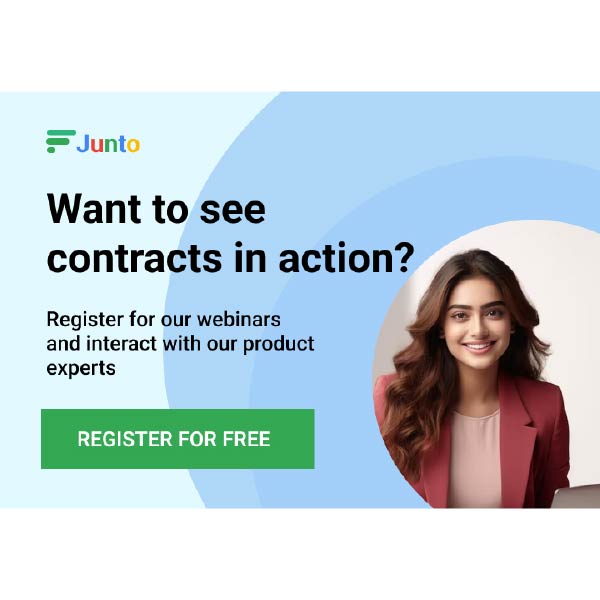 Junto
Want to see
contracts in action?
Register for our webinars
and interact with our product
experts
REGISTER FOR FREE